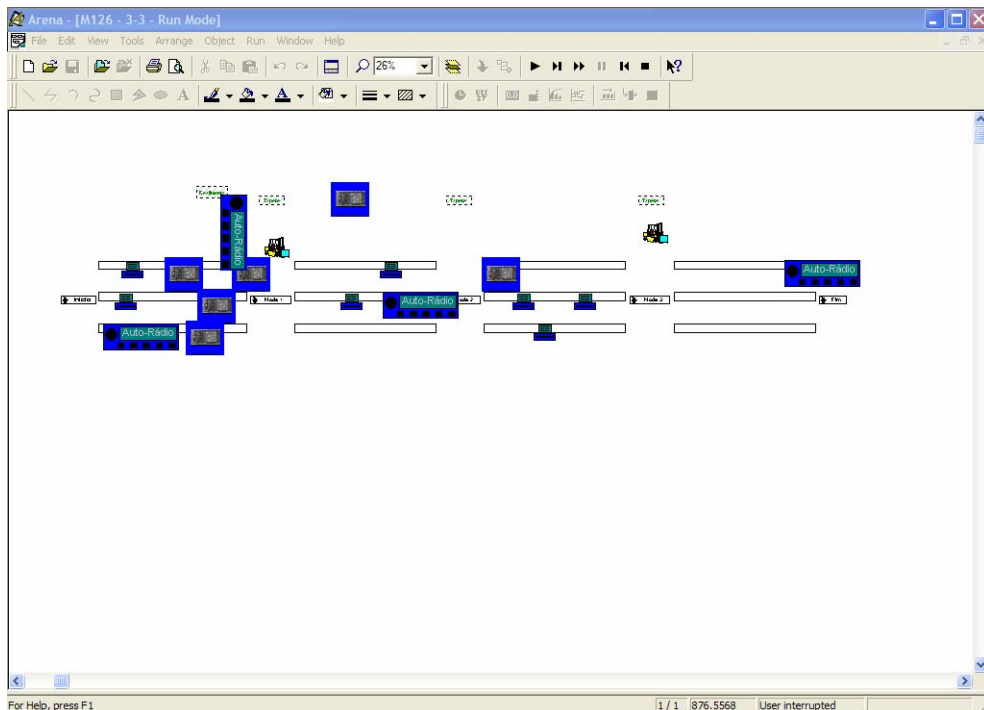 Arena - [M126 - 3-3 - Run Mode]
File Edit View Tools Arrange Object Run Window Help
26%
A A
Auto-Rádio
Auto-Rádio
Início
Node 1
Auto-Rádio
Fim
Auto-Rádio
For Help, press F1
1 / 1 876.5568 User interrupted